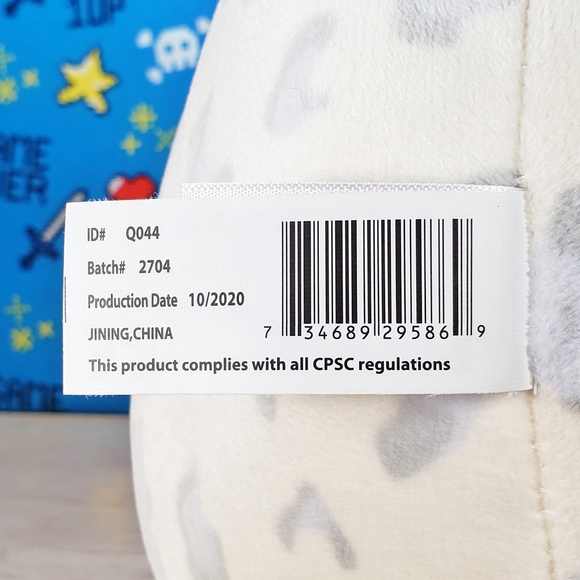 1UP
ID# Q044
Batch# 2704
Production Date 10/2020
JINING,CHINA
7 34689 29586 9
This product complies with all CPSC regulations